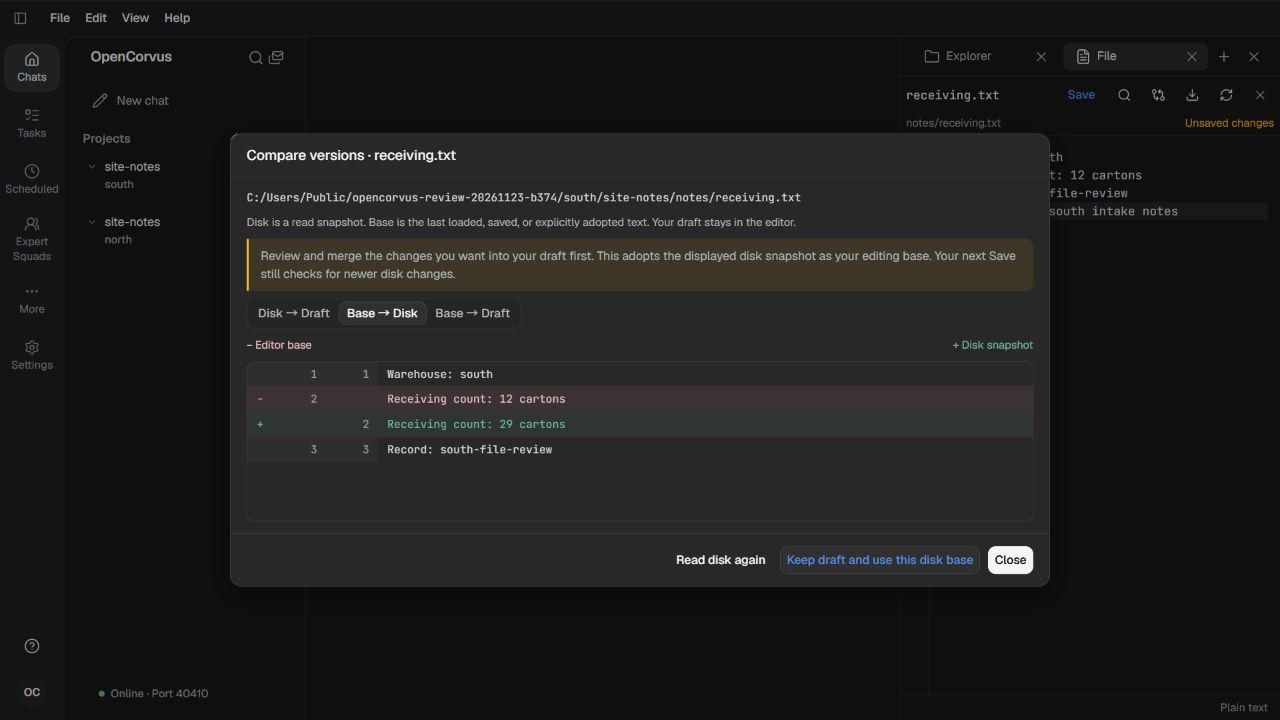 File Edit View Help
Chats
Tasks
Scheduled
Expert
Squads
More
Settings
OC
OpenCorvus
New chat
Projects
site-notes
south
site-notes
north
Online · Port 40410
Explorer
File
receiving.txt
Save
notes/receiving.txt
Unsaved changes
t: 12 cartons
file-review
south intake notes
Plain text
Compare versions · receiving.txt
C:/Users/Public/opencorvus-review-20261123-b374/south/site-notes/notes/receiving.txt
Disk is a read snapshot. Base is the last loaded, saved, or explicitly adopted text. Your draft stays in the editor.
Review and merge the changes you want into your draft first. This adopts the displayed disk snapshot as your editing base. Your next Save
still checks for newer disk changes.
Disk → Draft Base → Disk Base → Draft
– Editor base + Disk snapshot
1 1 Warehouse: south
- 2 Receiving count: 12 cartons
+ 2 Receiving count: 29 cartons
3 3 Record: south-file-review
Read disk again Keep draft and use this disk base Close